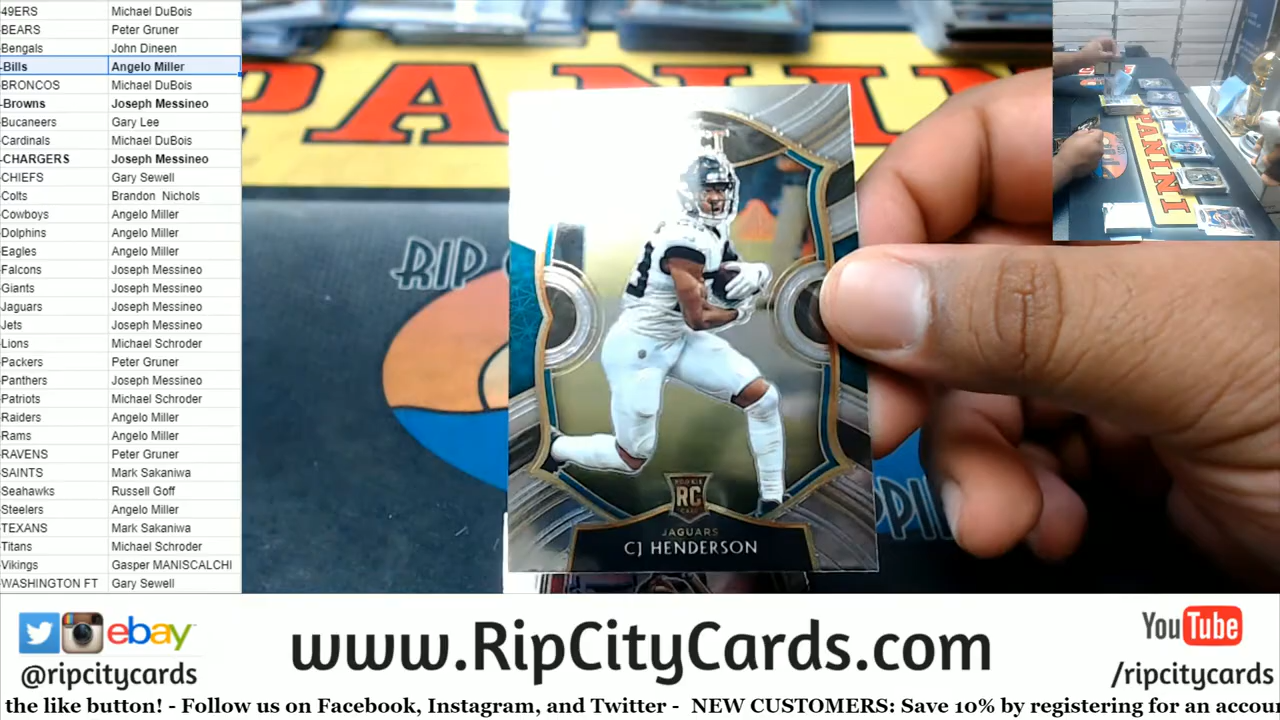 49ERS Michael DuBois
BEARS Peter Gruner
Bengals John Dineen
-Bills Angelo Miller
BRONCOS Michael DuBois
-Browns Joseph Messineo
Bucaneers Gary Lee
Cardinals Michael DuBois
-CHARGERS Joseph Messineo
CHIEFS Gary Sewell
Colts Brandon Nichols
Cowboys Angelo Miller
Dolphins Angelo Miller
Eagles Angelo Miller
Falcons Joseph Messineo
Giants Joseph Messineo
Jaguars Joseph Messineo
Jets Joseph Messineo
Lions Michael Schroder
Packers Peter Gruner
Panthers Joseph Messineo
Patriots Michael Schroder
Raiders Angelo Miller
Rams Angelo Miller
RAVENS Peter Gruner
SAINTS Mark Sakaniwa
Seahawks Russell Goff
Steelers Angelo Miller
TEXANS Mark Sakaniwa
Titans Michael Schroder
Vikings Gasper MANISCALCHI
WASHINGTON FT Gary Sewell
PANINI
PANINI
RIP
RC
JAGUARS
CJ HENDERSON
ebay
@ripcitycards
www.RipCityCards.com
YouTube
/ripcitycards
the like button! - Follow us on Facebook, Instagram, and Twitter - NEW CUSTOMERS: Save 10% by registering for an accou